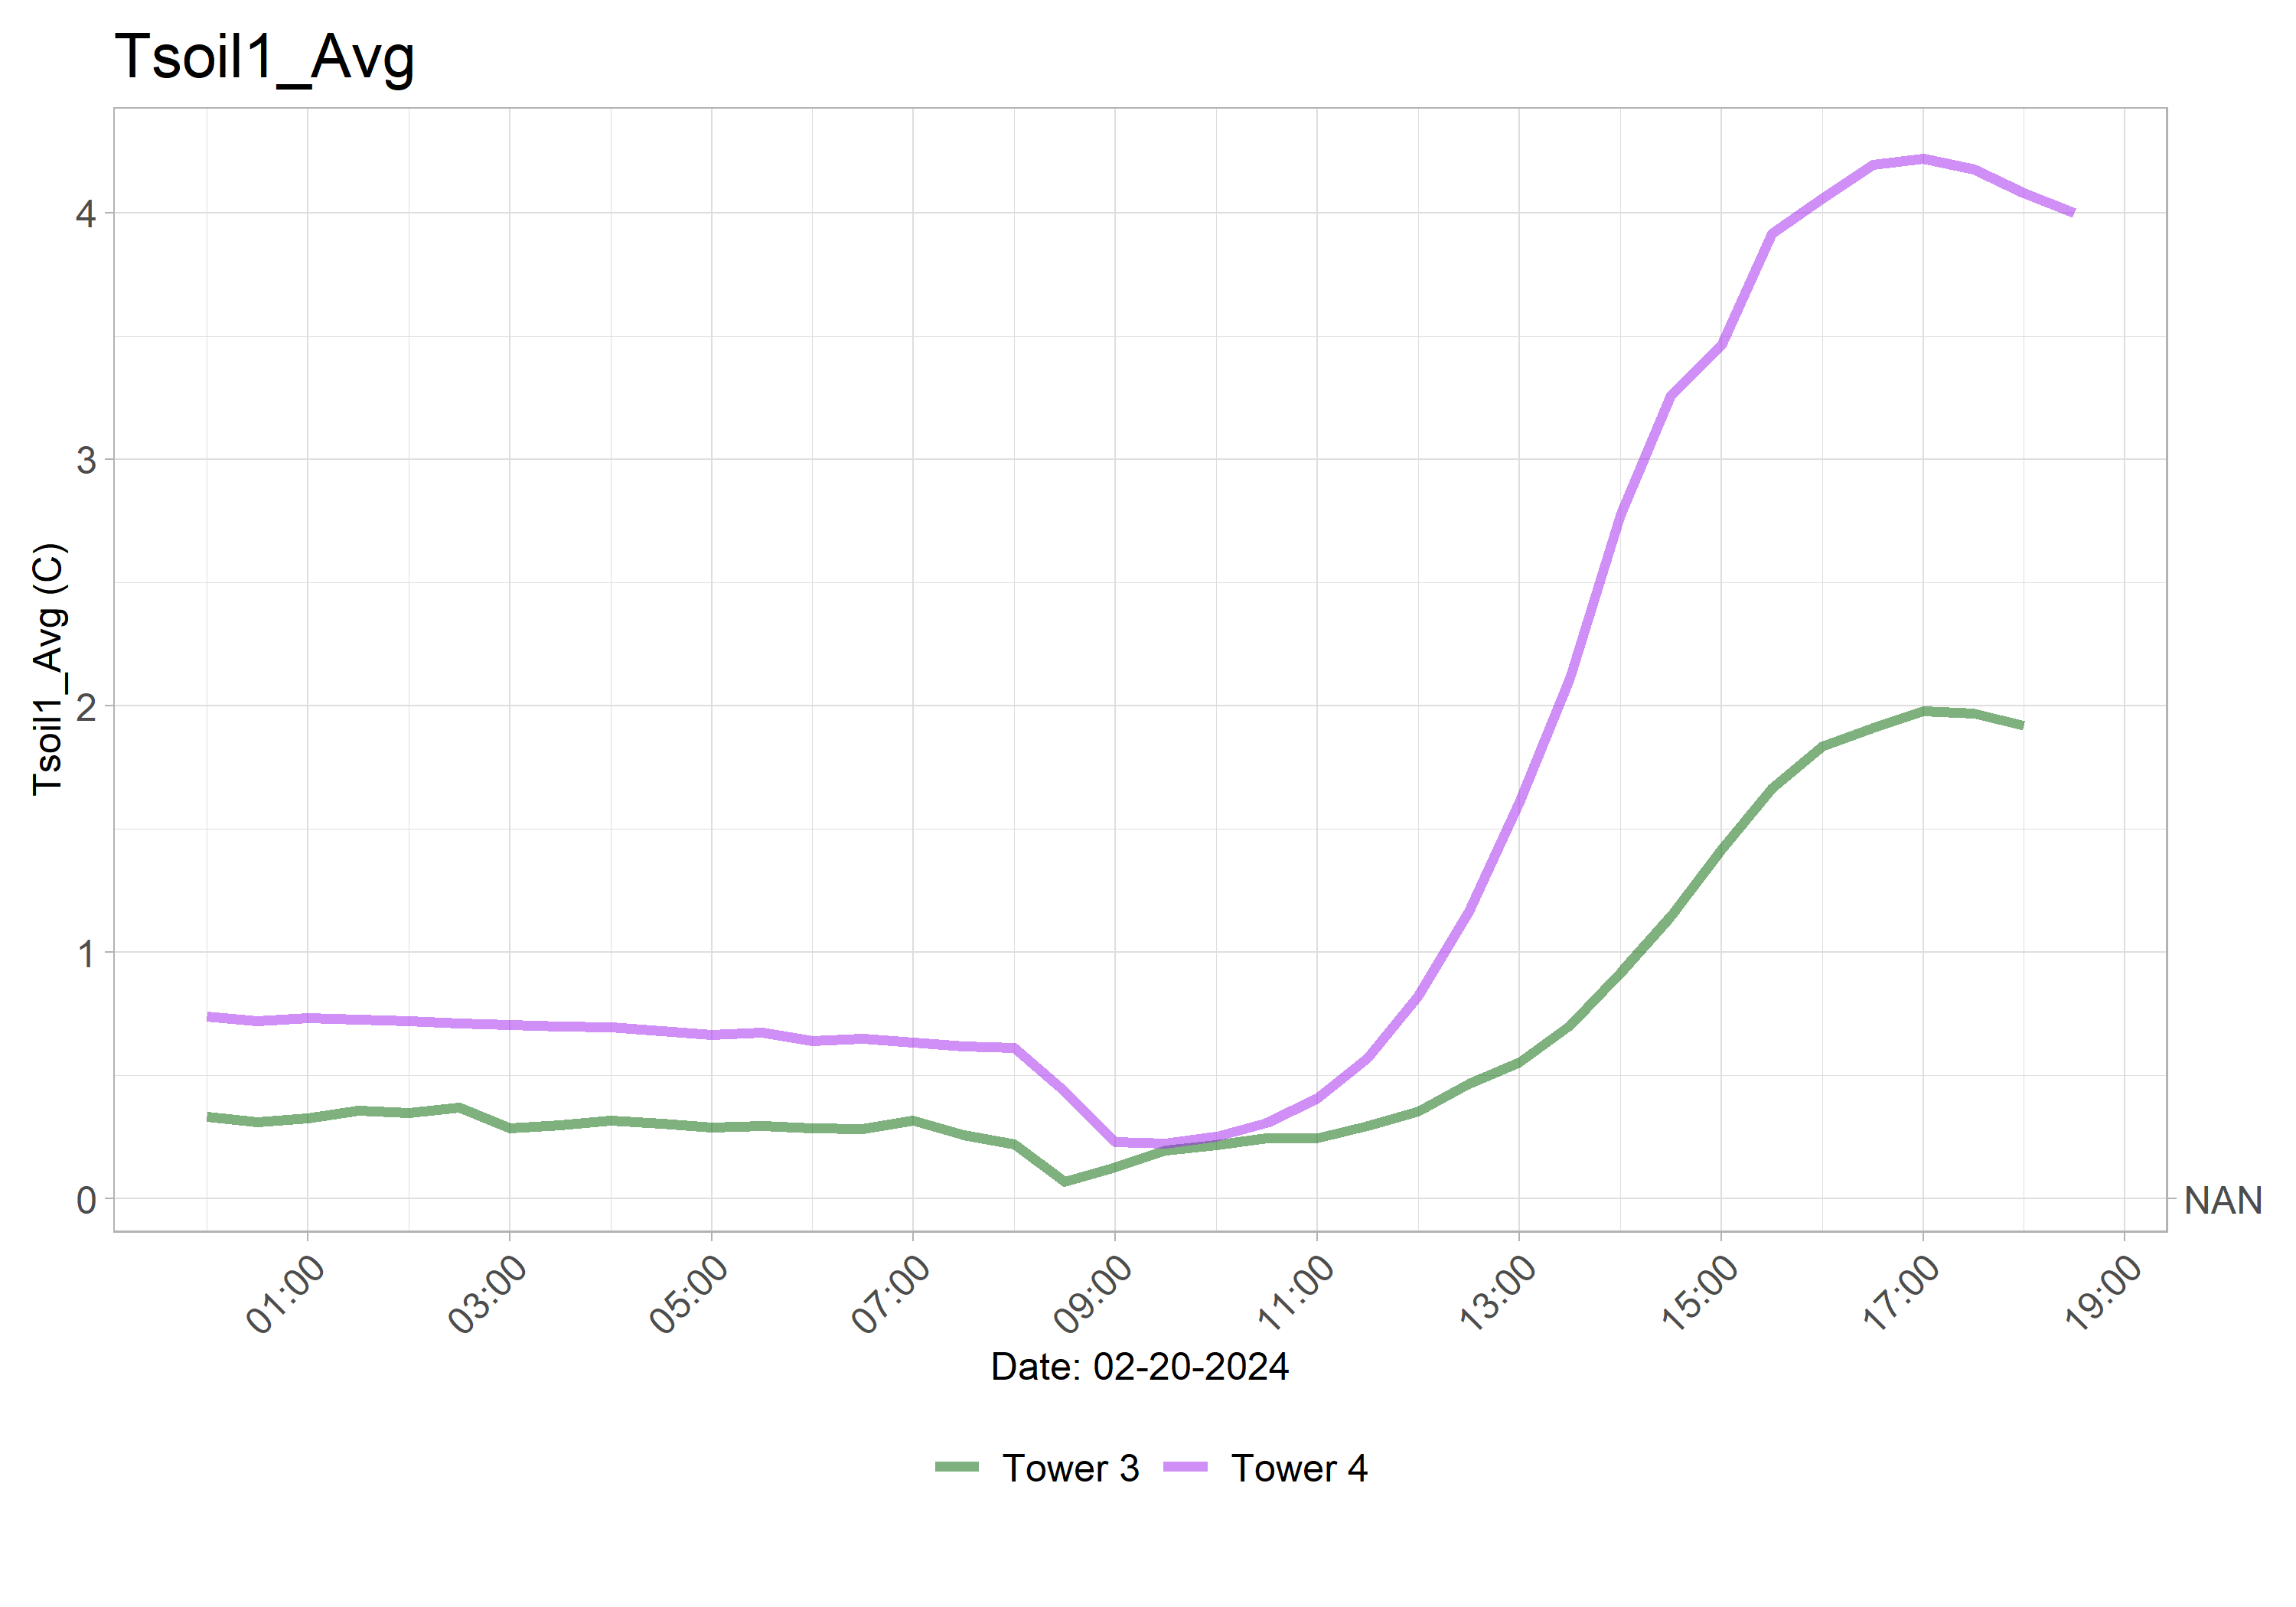 Tsoil1_Avg
Tsoil1_Avg (C)
4
3
2
1
0
NAN
01:00 03:00 05:00 07:00 09:00 11:00 13:00 15:00 17:00 19:00
Date: 02-20-2024
Tower 3 Tower 4